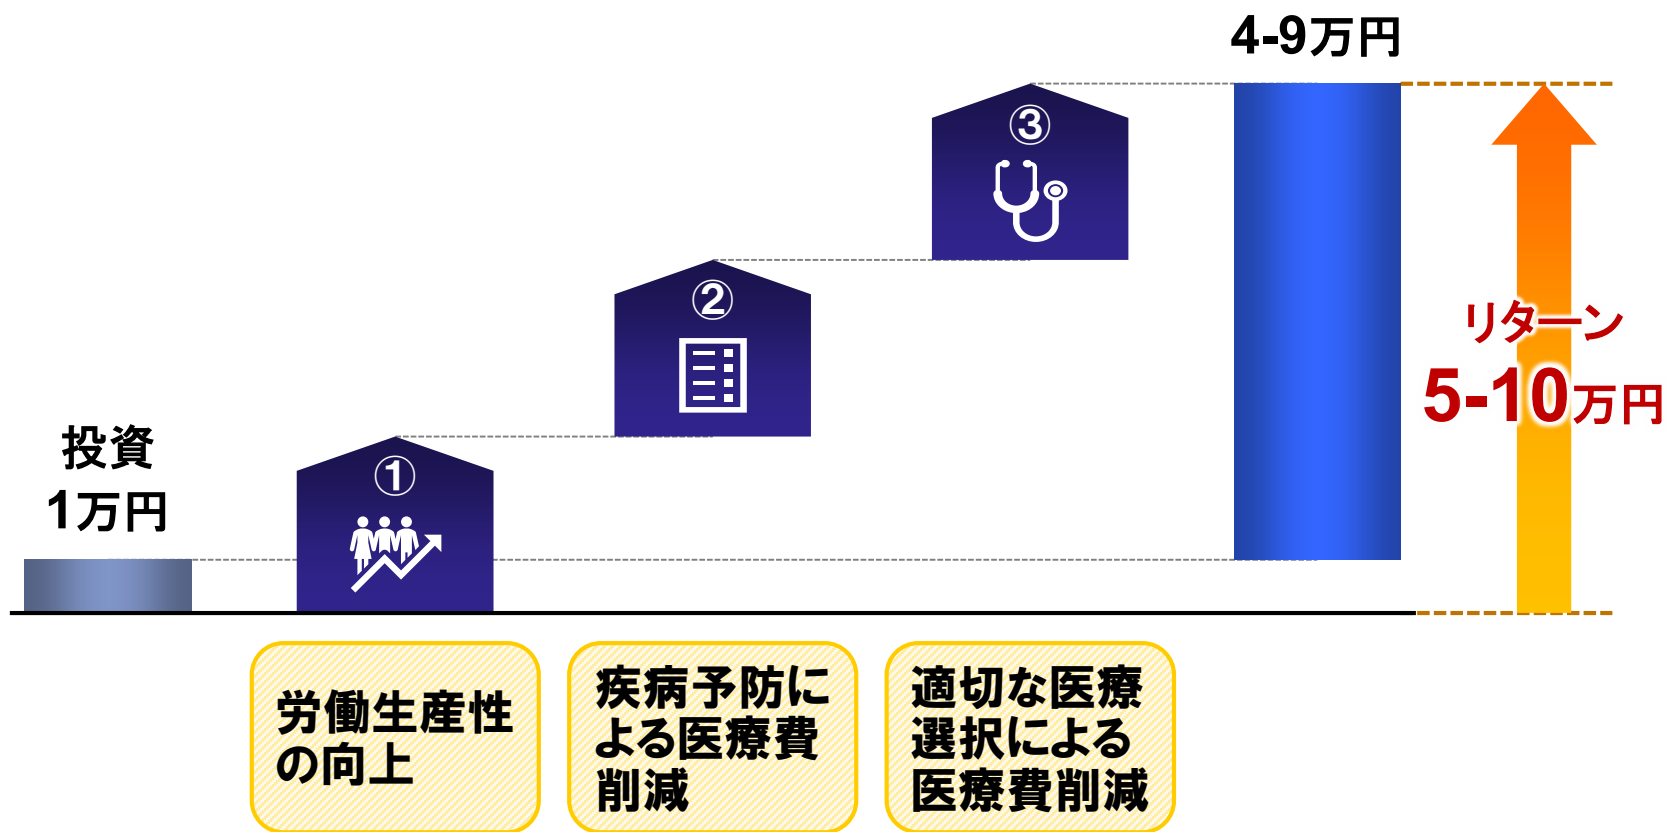 4-9万円
③
②
リターン
5-10万円
投資
1万円
①
労働生産性
の向上
疾病予防に
よる医療費
削減
適切な医療
選択による
医療費削減